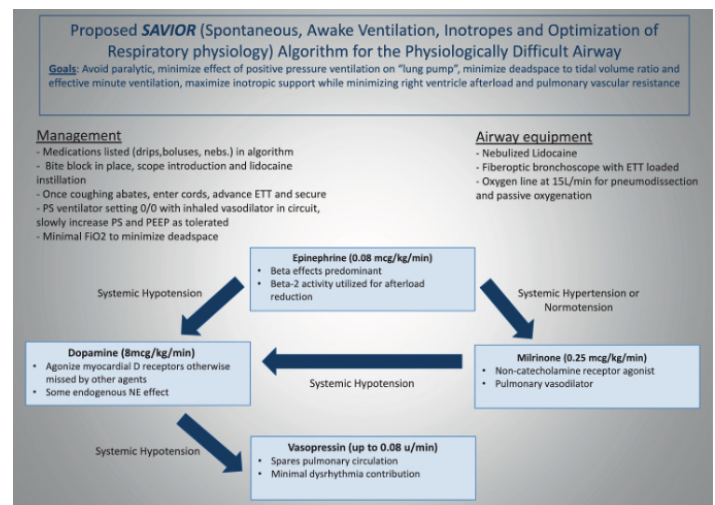 Proposed SAVIOR (Spontaneous, Awake Ventilation, Inotropes and Optimization of
Respiratory physiology) Algorithm for the Physiologically Difficult Airway
Goals: Avoid paralytic, minimize effect of positive pressure ventilation on “lung pump”, minimize deadspace to tidal volume ratio and
effective minute ventilation, maximize inotropic support while minimizing right ventricle afterload and pulmonary vascular resistance
Management
- Medications listed (drips,boluses, nebs.) in algorithm
- Bite block in place, scope introduction and lidocaine
instillation
- Once coughing abates, enter cords, advance ETT and secure
- PS ventilator setting 0/0 with inhaled vasodilator in circuit,
slowly increase PS and PEEP as tolerated
- Minimal FiO2 to minimize deadspace
Airway equipment
- Nebulized Lidocaine
- Fiberoptic bronchoscope with ETT loaded
- Oxygen line at 15L/min for pneumodissection
and passive oxygenation
Epinephrine (0.08 mcg/kg/min)
• Beta effects predominant
• Beta-2 activity utilized for afterload
reduction
Systemic Hypotension
Systemic Hypertension or
Normotension
Dopamine (8mcg/kg/min)
• Agonize myocardial D receptors otherwise
missed by other agents
• Some endogenous NE effect
Systemic Hypotension
Milrinone (0.25 mcg/kg/min)
• Non-catecholamine receptor agonist
• Pulmonary vasodilator
Systemic Hypotension
Vasopressin (up to 0.08 u/min)
• Spares pulmonary circulation
• Minimal dysrhythmia contribution